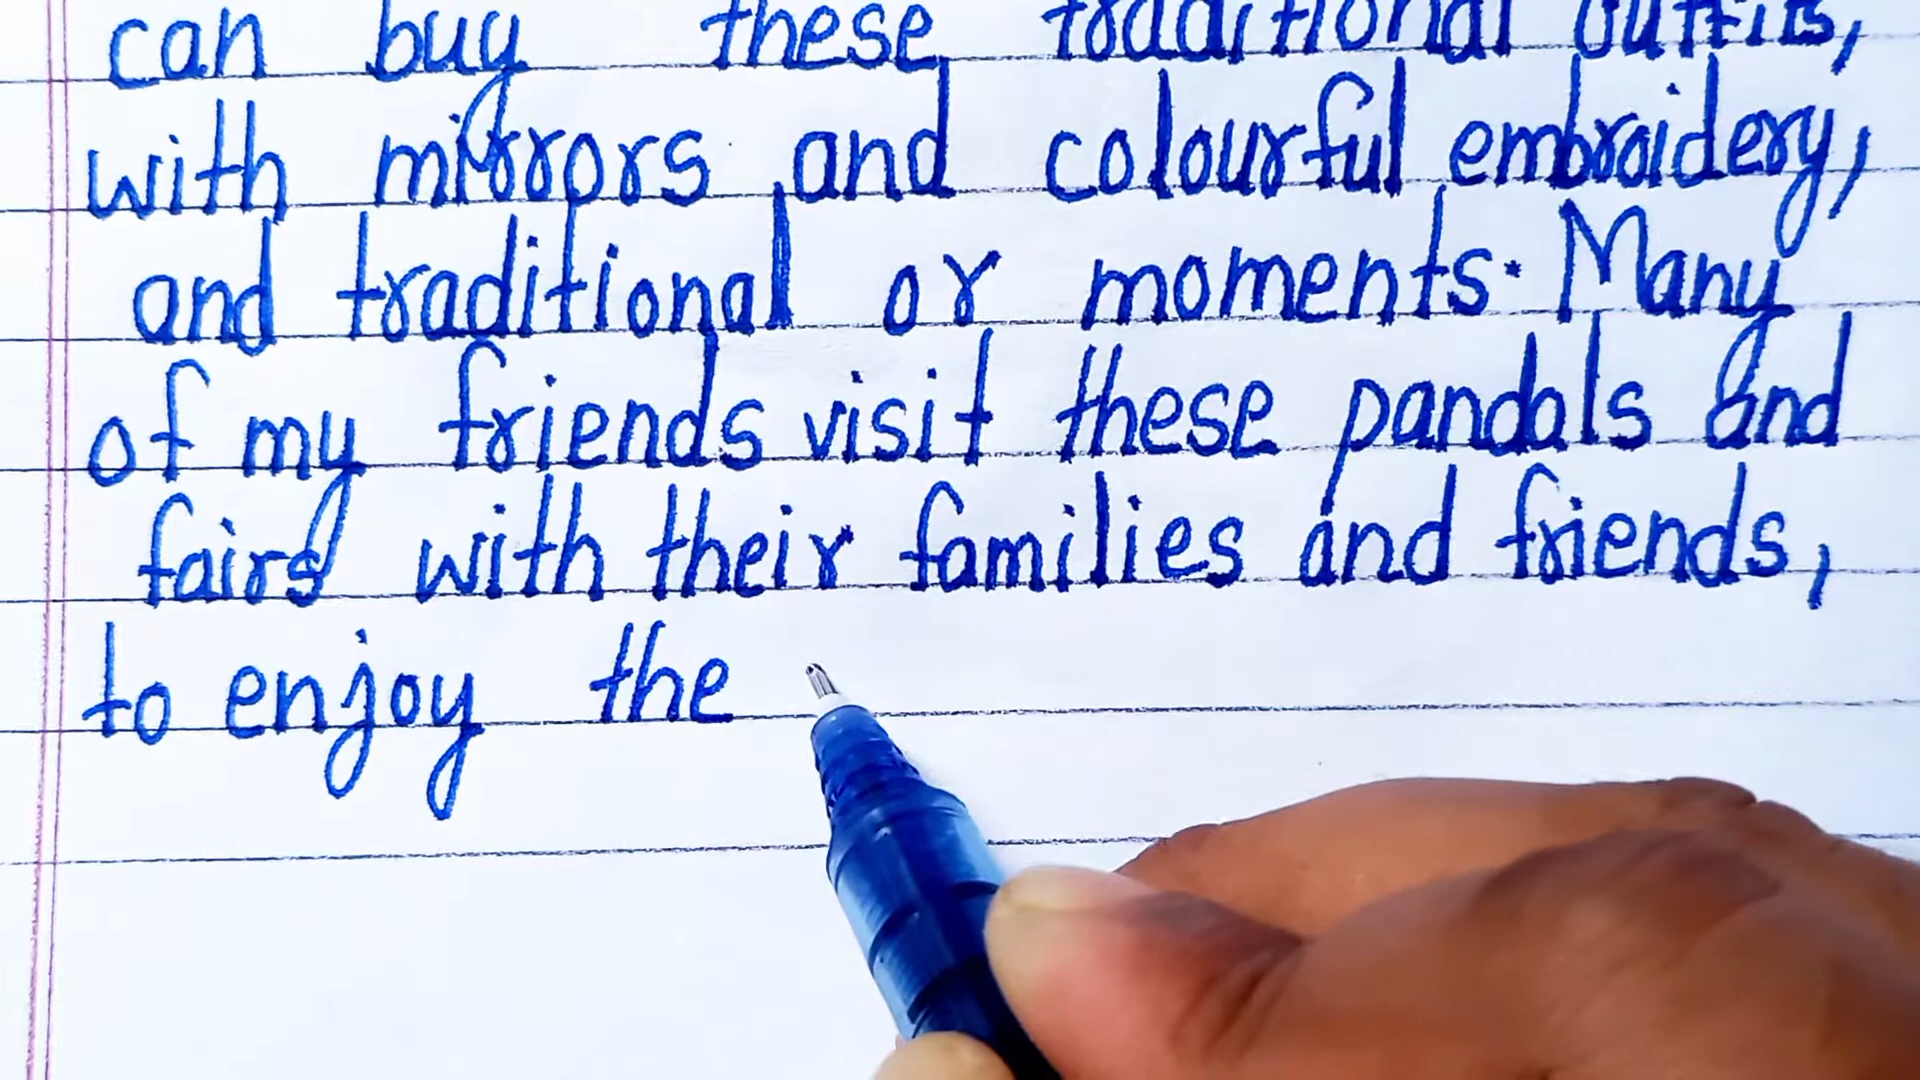 can buy these traditional outfits,
with mirrors and colourful embroidery,
and traditional or moments. Many
of my friends visit these pandals and
fairs with their families and friends,
to enjoy the